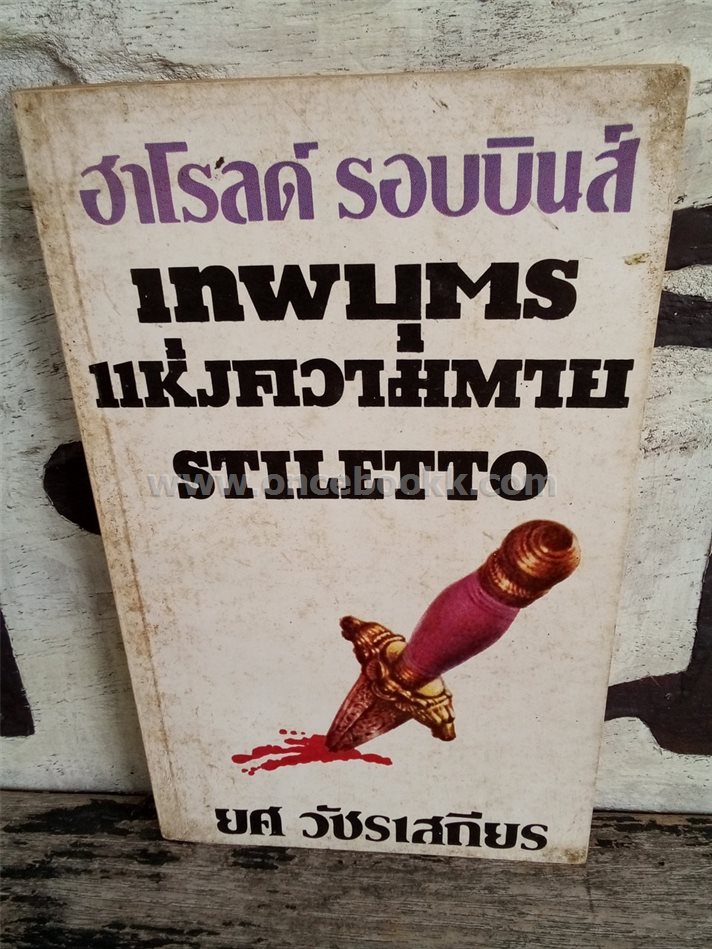 ฮาโรลด์ รอบบินส์
เทพบุตร
แห่งความตาย
STILETTO
www.oncebookk.com
ยศ วัชรเสถียร